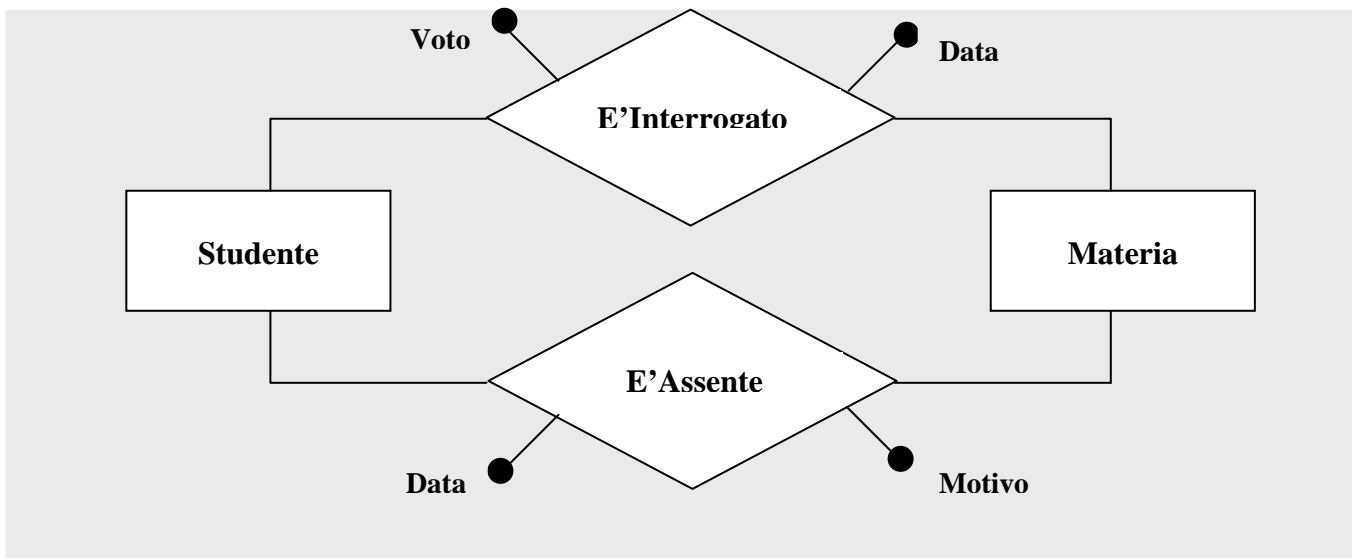 Voto
Data
E’Interrogato
Studente
Materia
E’Assente
Data
Motivo